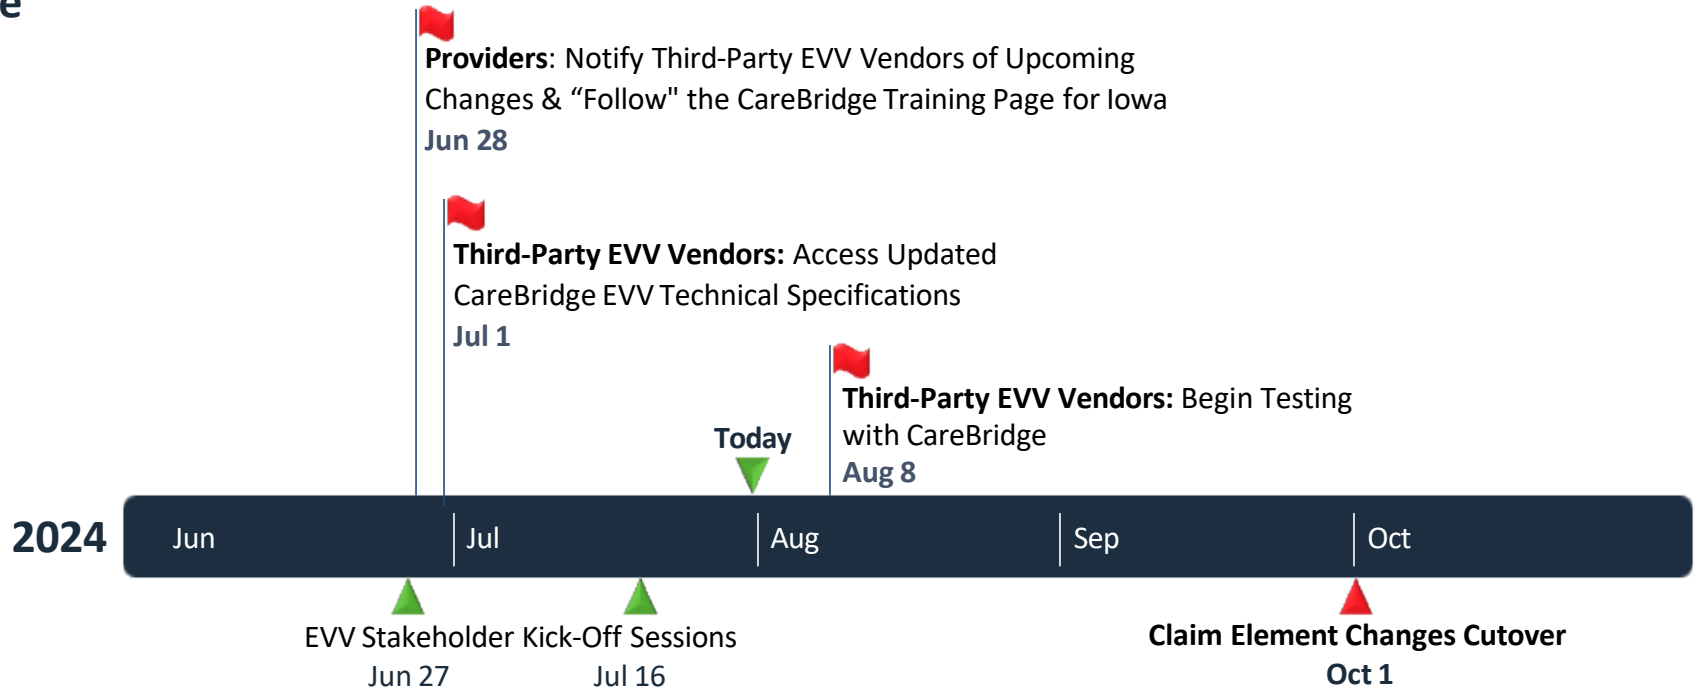 e
Providers: Notify Third-Party EVV Vendors of Upcoming
Changes & “Follow" the CareBridge Training Page for Iowa
Jun 28
Third-Party EVV Vendors: Access Updated
CareBridge EVV Technical Specifications
Jul 1
Third-Party EVV Vendors: Begin Testing
with CareBridge
Aug 8
Today
2024
Jun
Jul
Aug
Sep
Oct
EVV Stakeholder Kick-Off Sessions
Jun 27
Jul 16
Claim Element Changes Cutover
Oct 1